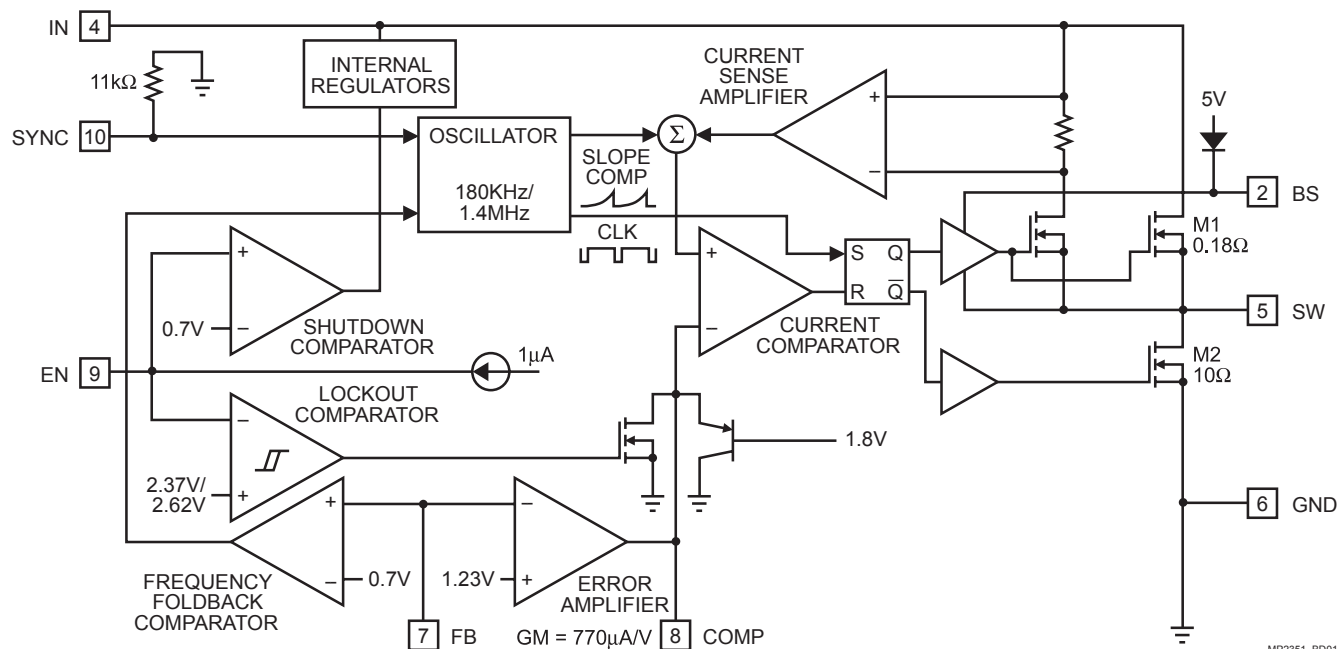 IN 4
INTERNAL
REGULATORS
11kΩ
SYNC 10
OSCILLATOR
180KHz/
1.4MHz
Σ
SLOPE
COMP
CLK
CURRENT
SENSE
AMPLIFIER
+
–
5V
2 BS
M1
0.18Ω
S Q
R Q̅
+
–
CURRENT
COMPARATOR
5 SW
M2
10Ω
+
0.7V –
SHUTDOWN
COMPARATOR
EN 9
1µA
LOCKOUT
COMPARATOR
–
2.37V/
2.62V
+
1.8V
6 GND
+
– 0.7V
FREQUENCY
FOLDBACK
COMPARATOR
–
1.23V +
ERROR
AMPLIFIER
7 FB
GM = 770µA/V
8 COMP
MP2351_BD01